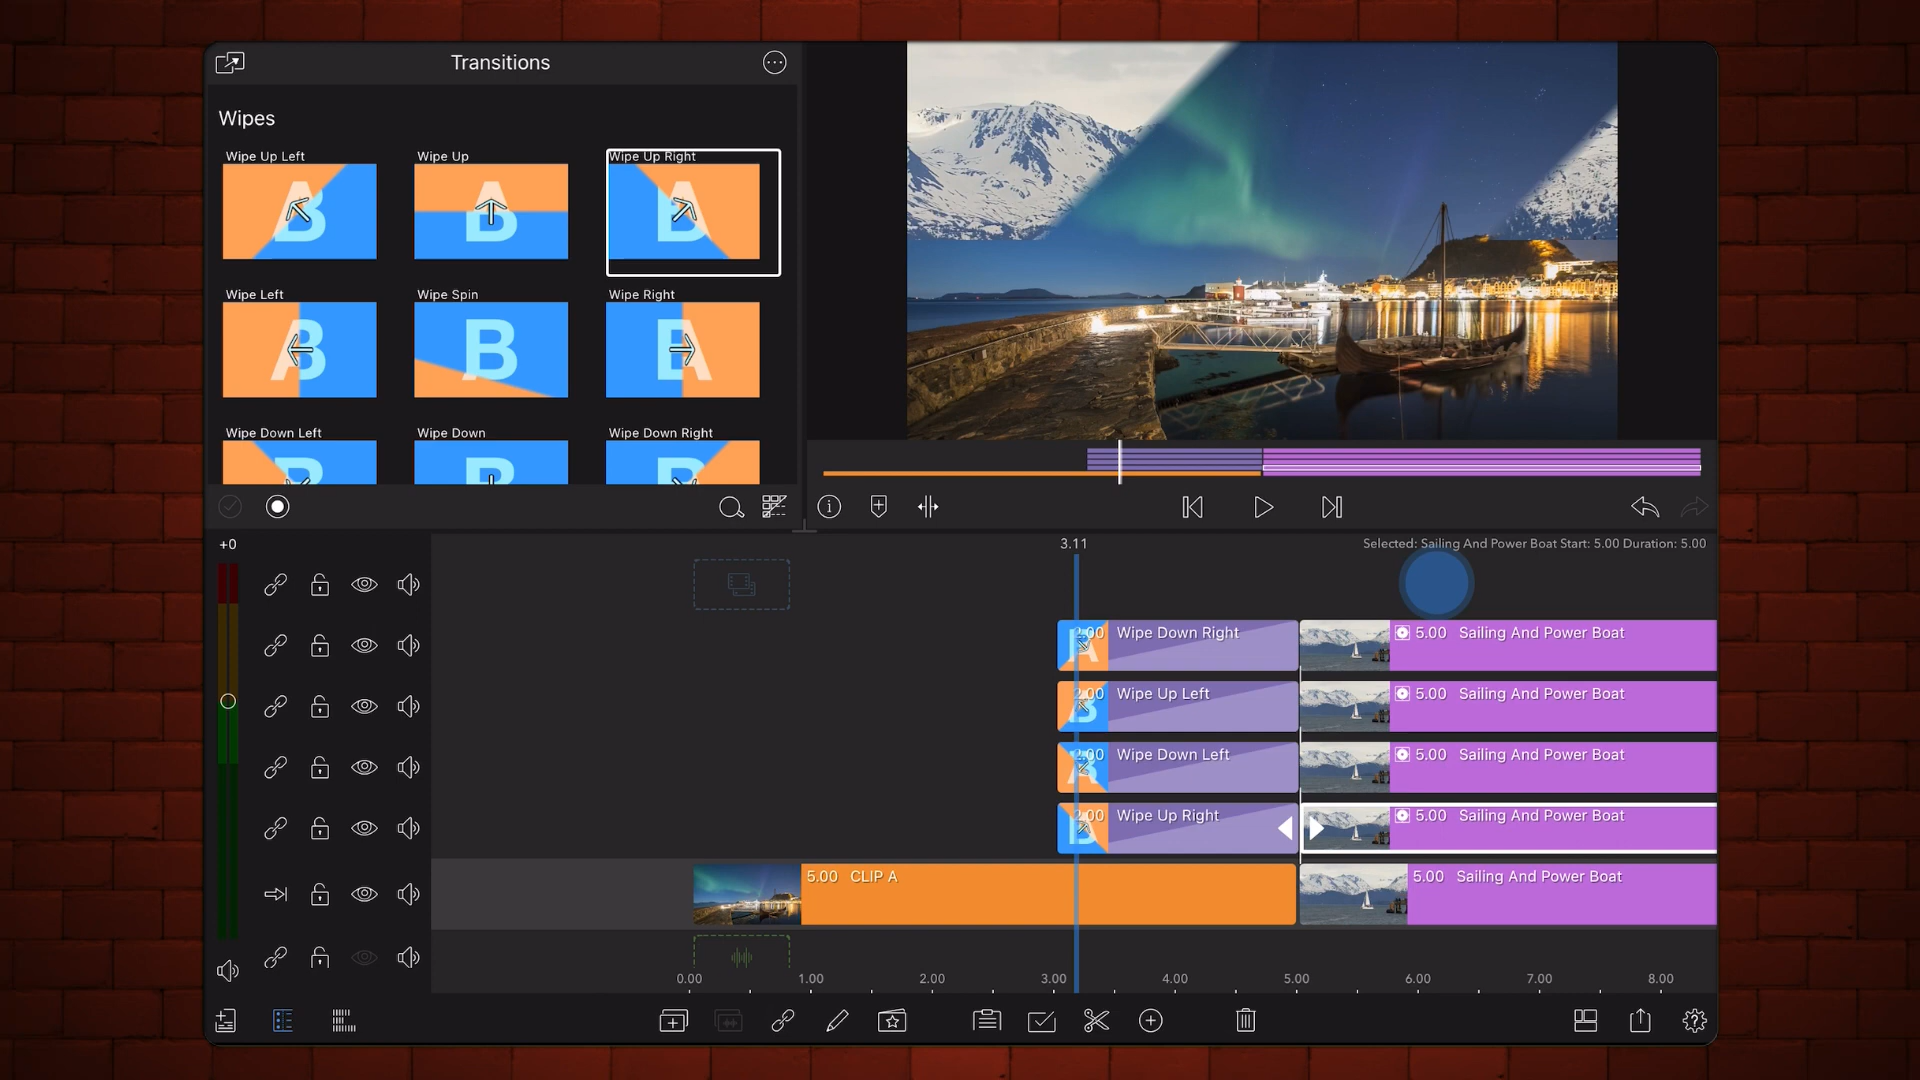 Transitions
Wipes
Wipe Up Left
Wipe Up
Wipe Up Right
A B
B
B A
Wipe Left
Wipe Spin
Wipe Right
A B
B
B A
Wipe Down Left
Wipe Down
Wipe Down Right
B
B
B
+0
3.11
Selected: Sailing And Power Boat Start: 5.00 Duration: 5.00
2.00 Wipe Down Right
5.00 Sailing And Power Boat
2.00 Wipe Up Left
5.00 Sailing And Power Boat
2.00 Wipe Down Left
5.00 Sailing And Power Boat
2.00 Wipe Up Right
5.00 Sailing And Power Boat
5.00 CLIP A
5.00 Sailing And Power Boat
0.00 1.00 2.00 3.00 4.00 5.00 6.00 7.00 8.00